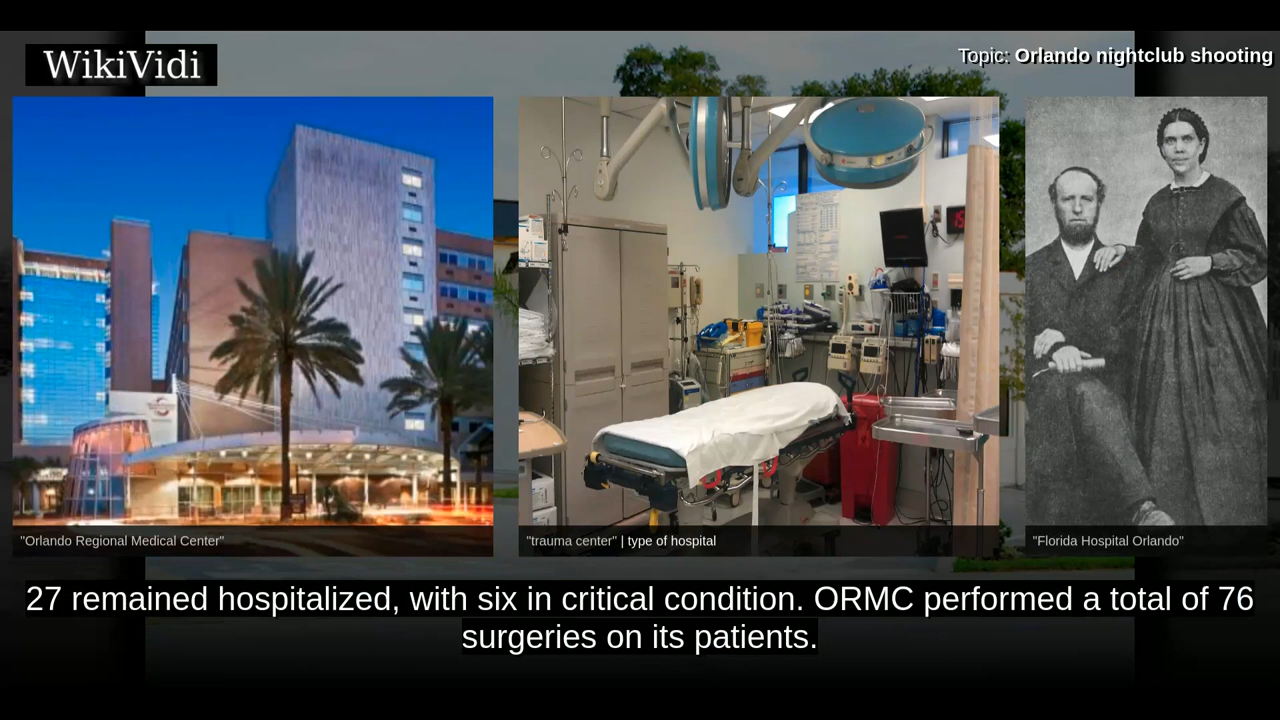 WikiVidi
Topic: Orlando nightclub shooting
"Orlando Regional Medical Center"
"trauma center" | type of hospital
"Florida Hospital Orlando"
27 remained hospitalized, with six in critical condition. ORMC performed a total of 76
surgeries on its patients.